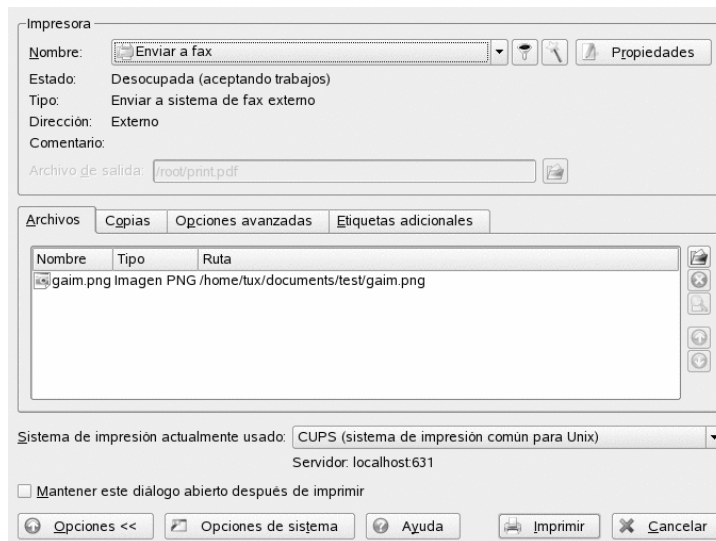 Impresora
Nombre: Enviar a fax Propiedades
Estado: Desocupada (aceptando trabajos)
Tipo: Enviar a sistema de fax externo
Dirección: Externo
Comentario:
Archivo de salida: /root/print.pdf
Archivos Copias Opciones avanzadas Etiquetas adicionales
Nombre Tipo Ruta
gaim.png Imagen PNG /home/tux/documents/test/gaim.png
Sistema de impresión actualmente usado: CUPS (sistema de impresión común para Unix)
Servidor: localhost:631
Mantener este diálogo abierto después de imprimir
Opciones << Opciones de sistema Ayuda Imprimir Cancelar